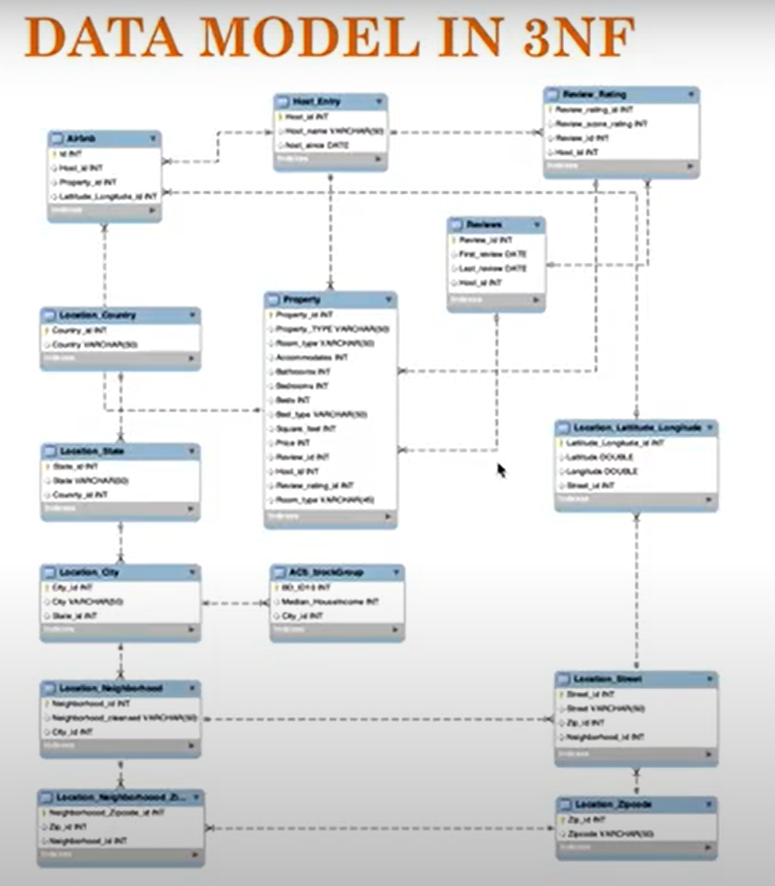 DATA MODEL IN 3NF
Host_Entry
Host_id INT
Host_name VARCHAR(50)
host_since DATE
Indexes
Review_Rating
Review_rating_id INT
Review_score_rating INT
Review_id INT
Host_id INT
Indexes
Airbnb
id INT
Host_id INT
Property_id INT
Latitude_Longitude_id INT
Indexes
Reviews
Review_id INT
First_review DATE
Last_review DATE
Host_id INT
Indexes
Location_Country
Country_id INT
Country VARCHAR(50)
Indexes
Property
Property_id INT
Property_TYPE VARCHAR(50)
Room_type VARCHAR(50)
Accommodates INT
Bathrooms INT
Bedrooms INT
Beds INT
Bed_type VARCHAR(50)
Square_feet INT
Price INT
Review_id INT
Host_id INT
Review_rating_id INT
Room_type VARCHAR(45)
Indexes
Location_State
State_id INT
State VARCHAR(50)
Country_id INT
Indexes
Location_Latitude_Longitude
Latitude_Longitude_id INT
Latitude DOUBLE
Longitude DOUBLE
Street_id INT
Indexes
Location_City
City_id INT
City VARCHAR(50)
State_id INT
Indexes
ACS_blockGroup
INT
Median_HouseIncome INT
City_id INT
Indexes
Location_Neighborhood
Neighborhood_id INT
Neighborhood_cleansed VARCHAR(50)
City_id INT
Indexes
Location_Street
Street_id INT
Street VARCHAR(50)
Zip_id INT
Neighborhood_id INT
Indexes
Location_Neighborhoood_Zi...
Neighborhoood_Zipcode_id INT
Zip_id INT
Neighborhood_id INT
Indexes
Location_Zipcode
Zip_id INT
Zipcode VARCHAR(50)
Indexes